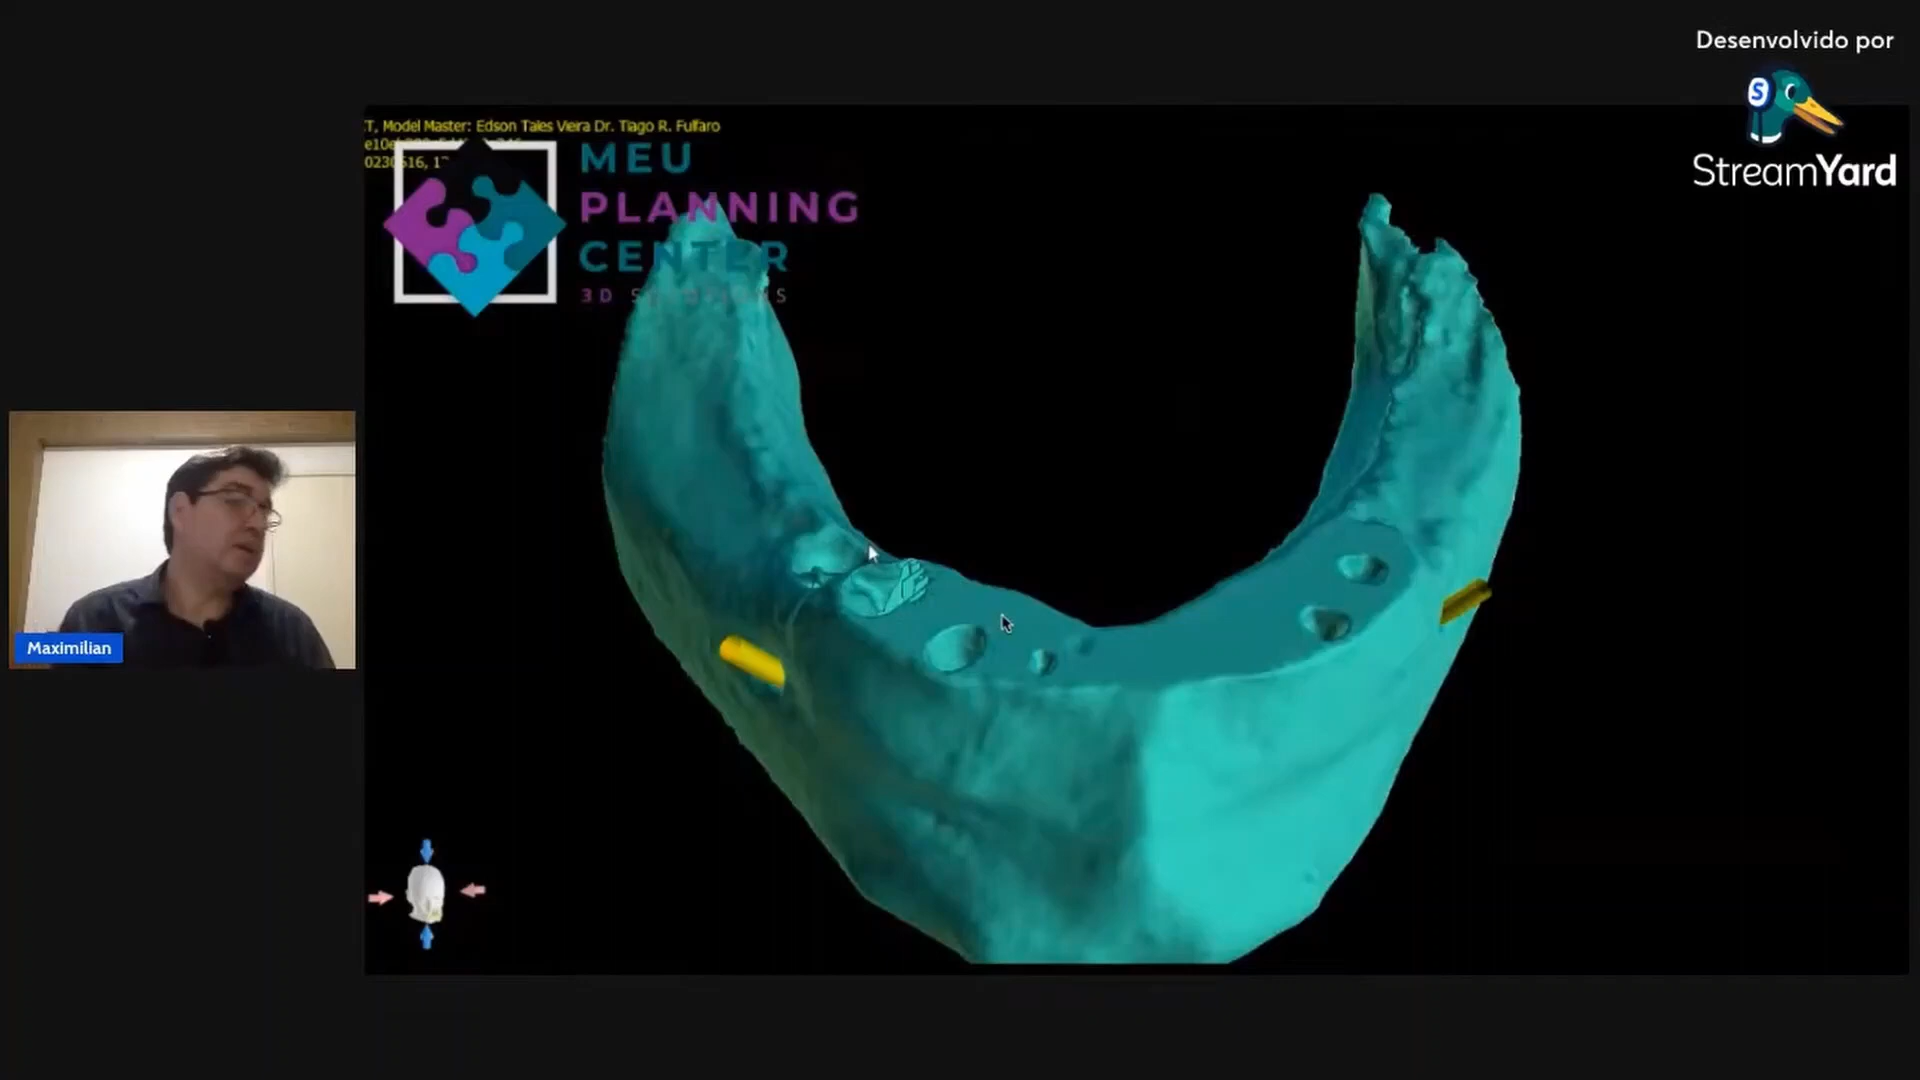 Desenvolvido por
StreamYard
T, Model Master: Edson Tales Vieira Dr. Tiago R. Fulfaro
MEU
PLANNING
CENTER
3D
Maximilian